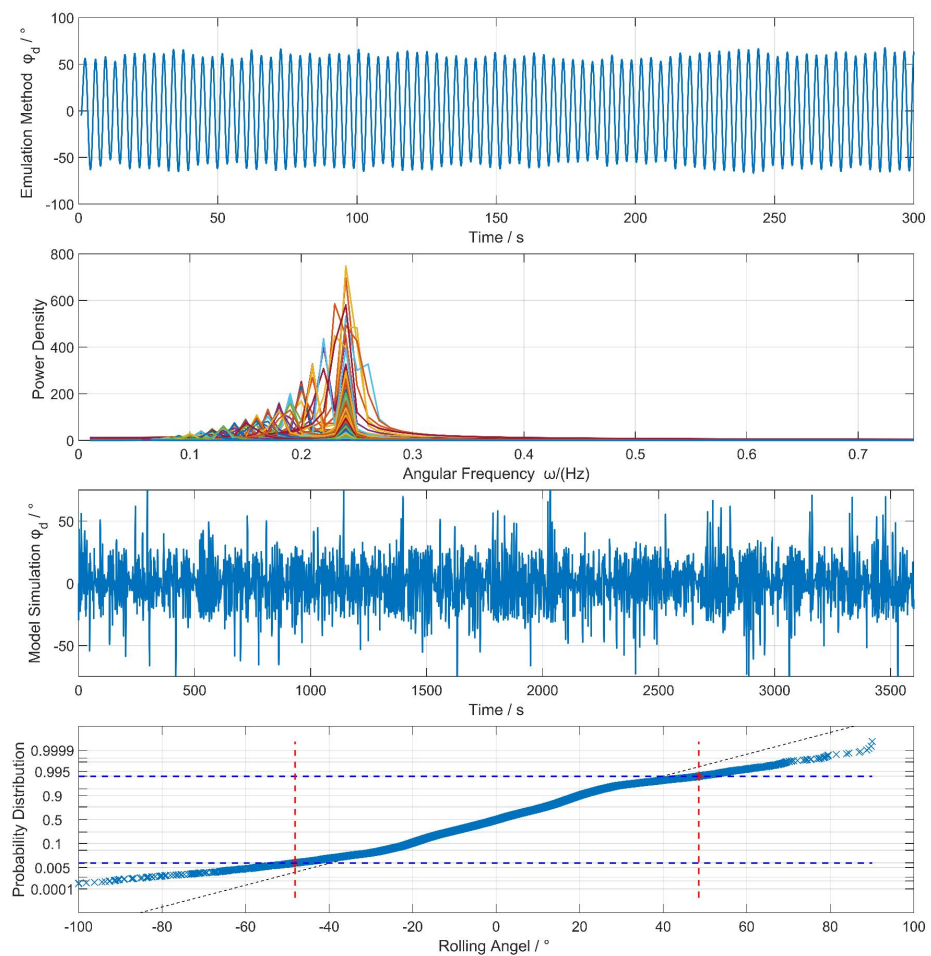 100
50
0
-50
-100
Emulation Method φd / °
0 50 100 150 200 250 300
Time / s
800
600
400
200
0
Power Density
0 0.1 0.2 0.3 0.4 0.5 0.6 0.7
Angular Frequency ω/(Hz)
50
0
-50
Model Simulation φd / °
0 500 1000 1500 2000 2500 3000 3500
Time / s
0.9999
0.995
0.9
0.5
0.1
0.005
0.0001
Probability Distribution
-100 -80 -60 -40 -20 0 20 40 60 80 100
Rolling Angel / °